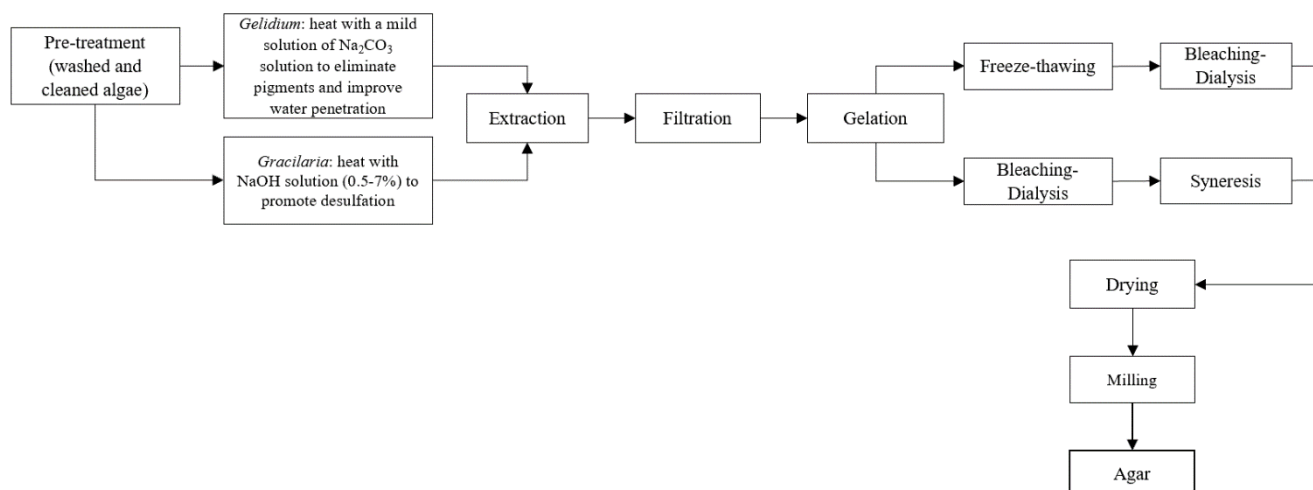 Pre-treatment
(washed and
cleaned algae)
Gelidium: heat with a mild
solution of Na₂CO₃
solution to eliminate
pigments and improve
water penetration
Gracilaria: heat with
NaOH solution (0.5-7%) to
promote desulfation
Extraction
Filtration
Gelation
Freeze-thawing
Bleaching-
Dialysis
Bleaching-
Dialysis
Syneresis
Drying
Milling
Agar